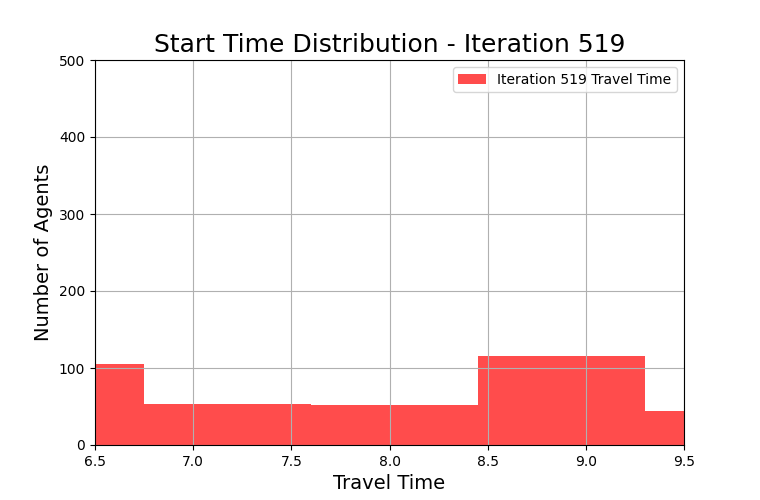 Start Time Distribution - Iteration 519
Iteration 519 Travel Time
500
400
300
200
100
0
Number of Agents
6.5 7.0 7.5 8.0 8.5 9.0 9.5
Travel Time